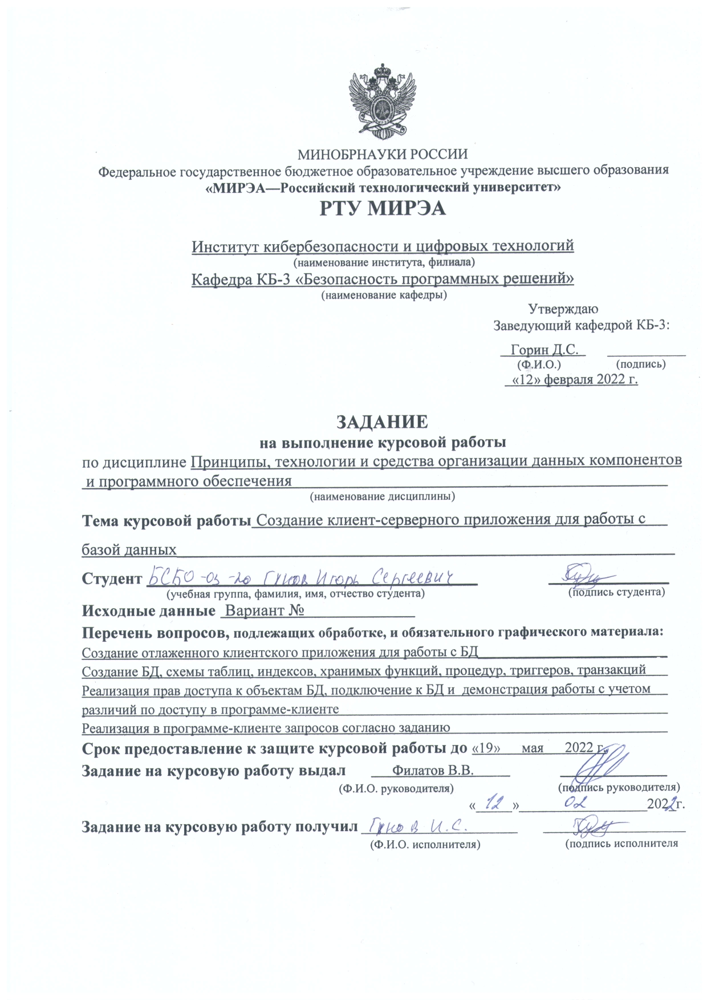 МИНОБРНАУКИ РОССИИ
Федеральное государственное бюджетное образовательное учреждение высшего образования
«МИРЭА—Российский технологический университет»
РТУ МИРЭА
Институт кибербезопасности и цифровых технологий
(наименование института, филиала)
Кафедра КБ-3 «Безопасность программных решений»
(наименование кафедры)
Утверждаю
Заведующий кафедрой КБ-3:
Горин Д.С.
(Ф.И.О.) (подпись)
«12» февраля 2022 г.
ЗАДАНИЕ
на выполнение курсовой работы
по дисциплине Принципы, технологии и средства организации данных компонентов
и программного обеспечения
(наименование дисциплины)
Тема курсовой работы Создание клиент-серверного приложения для работы с
базой данных
Студент БСБО-03-20 Игорь Сергеевич
(учебная группа, фамилия, имя, отчество студента) (подпись студента)
Исходные данные Вариант №
Перечень вопросов, подлежащих обработке, и обязательного графического материала:
Создание отлаженного клиентского приложения для работы с БД
Создание БД, схемы таблиц, индексов, хранимых функций, процедур, триггеров, транзакций
Реализация прав доступа к объектам БД, подключение к БД и демонстрация работы с учетом
различий по доступу в программе-клиенте
Реализация в программе-клиенте запросов согласно заданию
Срок предоставление к защите курсовой работы до «19» мая 2022 г.
Задание на курсовую работу выдал Филатов В.В.
(Ф.И.О. руководителя) (подпись руководителя)
«12» 02 2022г.
Задание на курсовую работу получил И.С.
(Ф.И.О. исполнителя) (подпись исполнителя